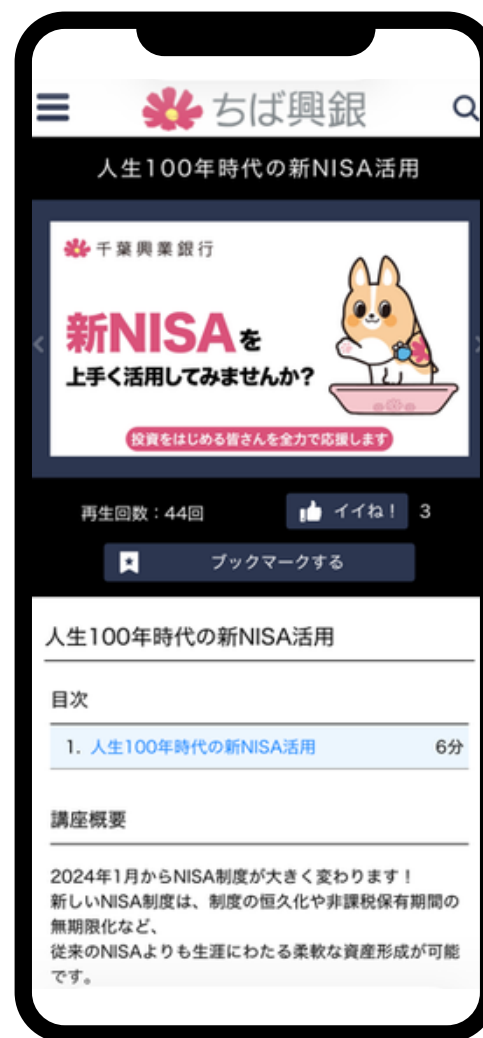 ちば興銀
人生100年時代の新NISA活用
千葉興業銀行
新NISAを
上手く活用してみませんか?
投資をはじめる皆さんを全力で応援します
再生回数:44回
イイね! 3
ブックマークする
人生100年時代の新NISA活用
目次
1. 人生100年時代の新NISA活用 6分
講座概要
2024年1月からNISA制度が大きく変わります!
新しいNISA制度は、制度の恒久化や非課税保有期間の
無期限化など、
従来のNISAよりも生涯にわたる柔軟な資産形成が可能
です。